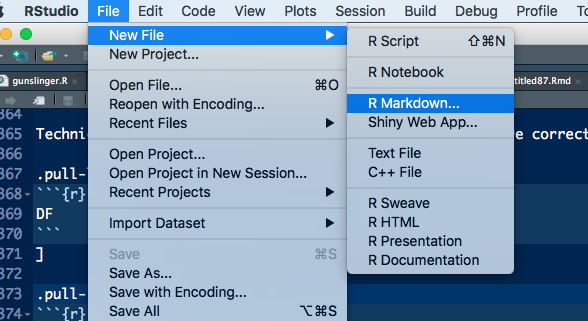 RStudio File Edit Code View Plots Session Build Debug Profile
gunslinger.R titled87.Rmd
New File
New Project...
Open File... ⌘O
Reopen with Encoding...
Recent Files
Open Project...
Open Project in New Session...
Recent Projects
Import Dataset
Save ⌘S
Save As...
Save with Encoding...
Save All ⌥⌘S
R Script ⇧⌘N
R Notebook
R Markdown...
Shiny Web App...
Text File
C++ File
R Sweave
R HTML
R Presentation
R Documentation
364
365 Techni e correct
366
367 .pull-
368 ```{r}
369 DF
370 ```
371 ]
372
373 .pull-
374 ```{r}